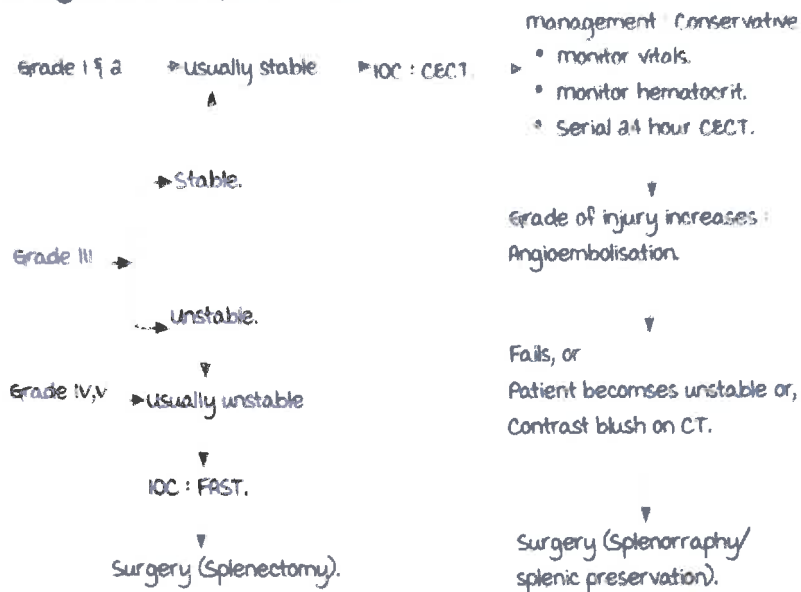 management Conservative
Grade I & 2 usually stable IOC : CECT.
• monitor vitals.
• monitor hematocrit.
• Serial 24 hour CECT.
Stable.
Grade III
unstable.
Grade IV,V usually unstable
IOC : FAST.
Surgery (Splenectomy).
Grade of injury increases :
Angioembolisation.
Fails, or
Patient becomses unstable or,
Contrast blush on CT.
Surgery (Splenorraphy/
splenic preservation).